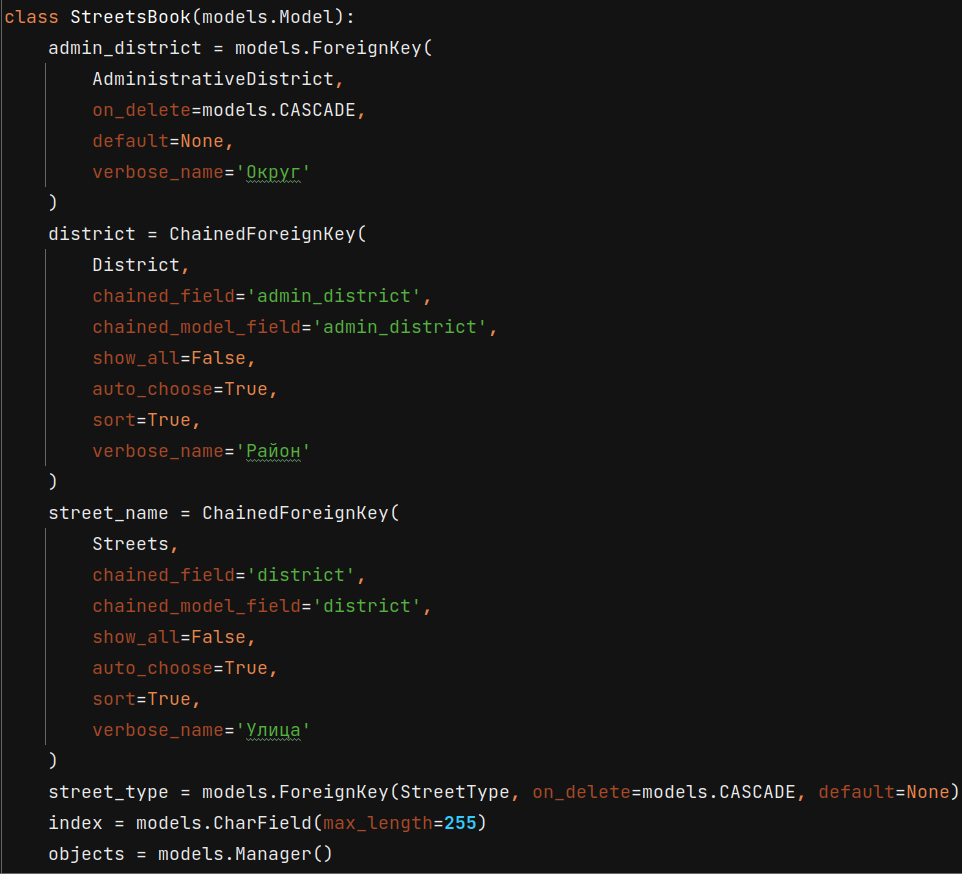 class StreetsBook(models.Model):
    admin_district = models.ForeignKey(
        AdministrativeDistrict,
        on_delete=models.CASCADE,
        default=None,
        verbose_name='Округ'
    )
    district = ChainedForeignKey(
        District,
        chained_field='admin_district',
        chained_model_field='admin_district',
        show_all=False,
        auto_choose=True,
        sort=True,
        verbose_name='Район'
    )
    street_name = ChainedForeignKey(
        Streets,
        chained_field='district',
        chained_model_field='district',
        show_all=False,
        auto_choose=True,
        sort=True,
        verbose_name='Улица'
    )
    street_type = models.ForeignKey(StreetType, on_delete=models.CASCADE, default=None)
    index = models.CharField(max_length=255)
    objects = models.Manager()